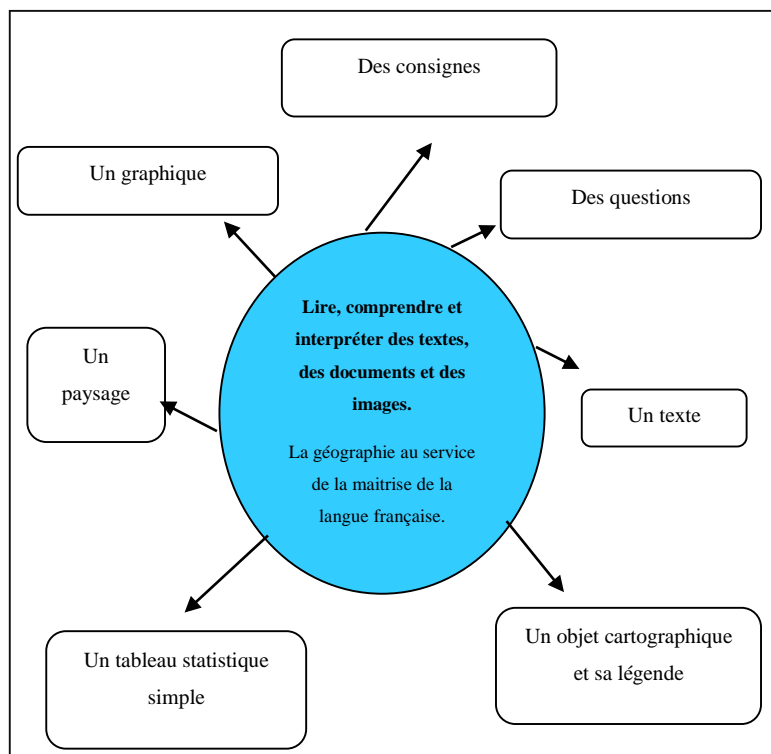 Des consignes
Un graphique
Des questions
Lire, comprendre et
interpréter des textes,
des documents et des
images.
La géographie au service
de la maitrise de la
langue française.
Un
paysage
Un texte
Un objet cartographique
et sa légende
Un tableau statistique
simple